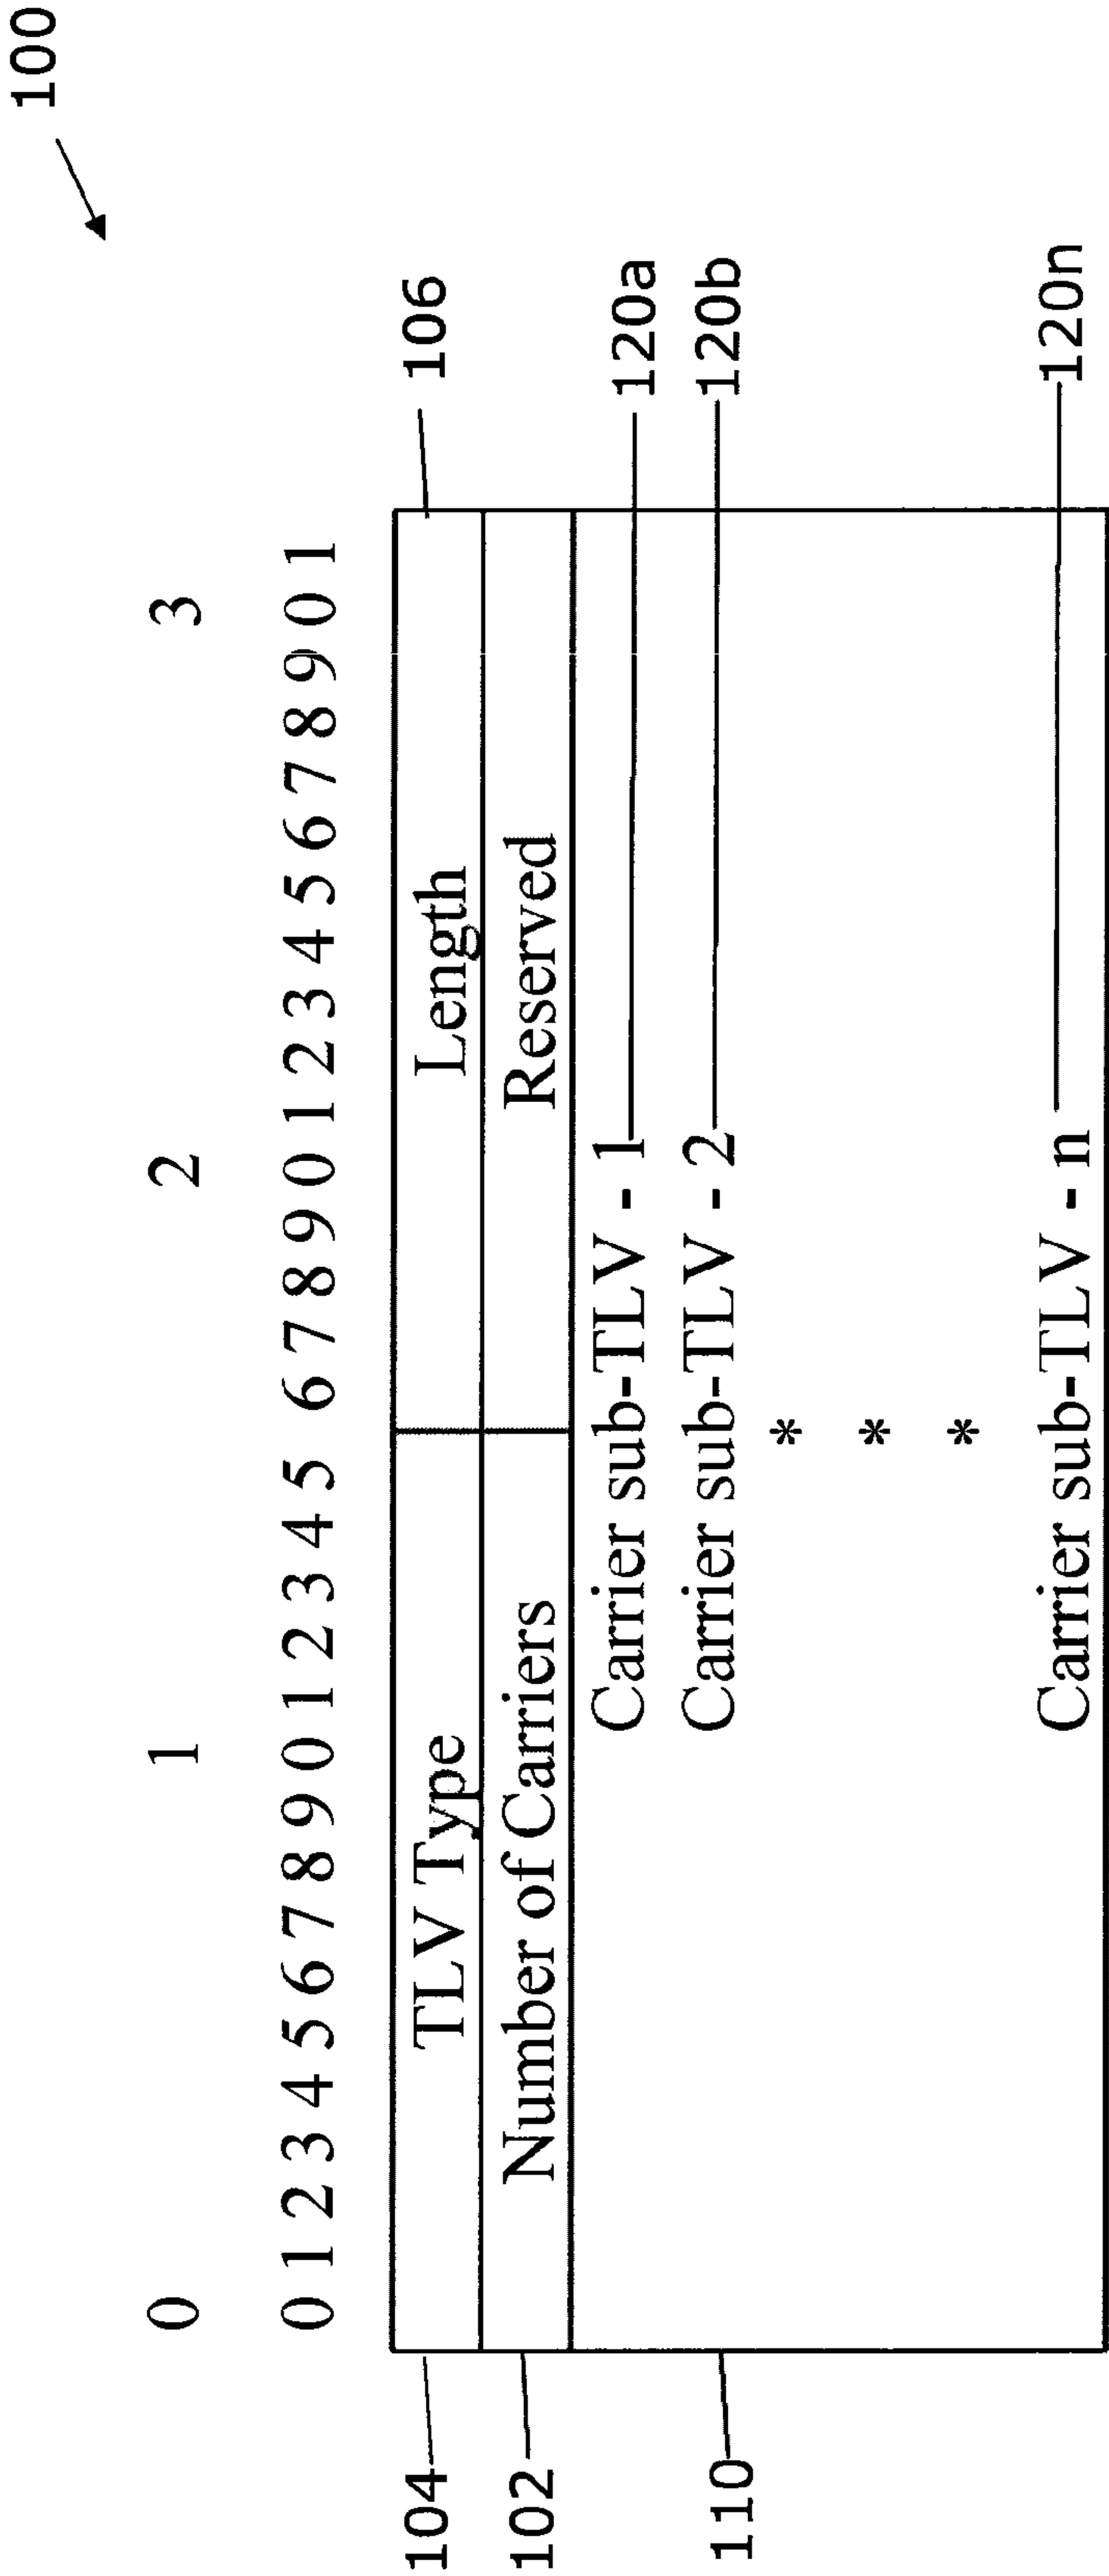 100
0 1 2 3
0 1 2 3 4 5 6 7 8 9 0 1 2 3 4 5 6 7 8 9 0 1 2 3 4 5 6 7 8 9 0 1
104 TLV Type Length 106
102 Number of Carriers Reserved
Carrier sub-TLV - 1 120a
110 Carrier sub-TLV - 2 120b
*
*
*
Carrier sub-TLV - n 120n